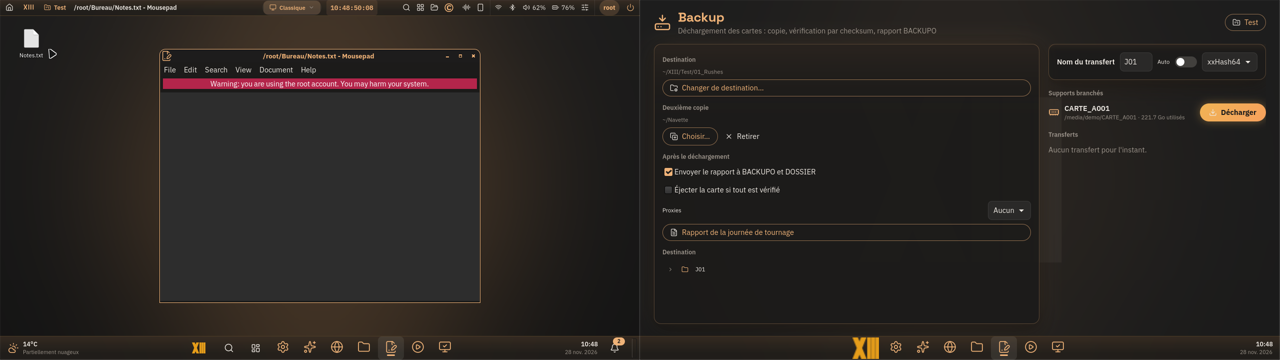 XIII Test /root/Bureau/Notes.txt - Mousepad Classique 10:48:50:08 62% 76% root
Notes.txt
/root/Bureau/Notes.txt - Mousepad
File Edit Search View Document Help
Warning: you are using the root account. You may harm your system.
14°C
Partiellement nuageux
XIII
2
10:48
28 nov. 2026
Backup
Déchargement des cartes : copie, vérification par checksum, rapport BACKUPO
Test
Destination
~/XIII/Test/01_Rushes
Changer de destination...
Deuxième copie
~/Navette
Choisir... Retirer
Après le déchargement
Envoyer le rapport à BACKUPO et DOSSIER
Éjecter la carte si tout est vérifié
Proxies Aucun
Rapport de la journée de tournage
Destination
J01
Nom du transfert J01 Auto xxHash64
Supports branchés
CARTE_A001
/media/demo/CARTE_A001 · 221.7 Go utilisés
Décharger
Transferts
Aucun transfert pour l'instant.
XIII
10:48
28 nov. 2026